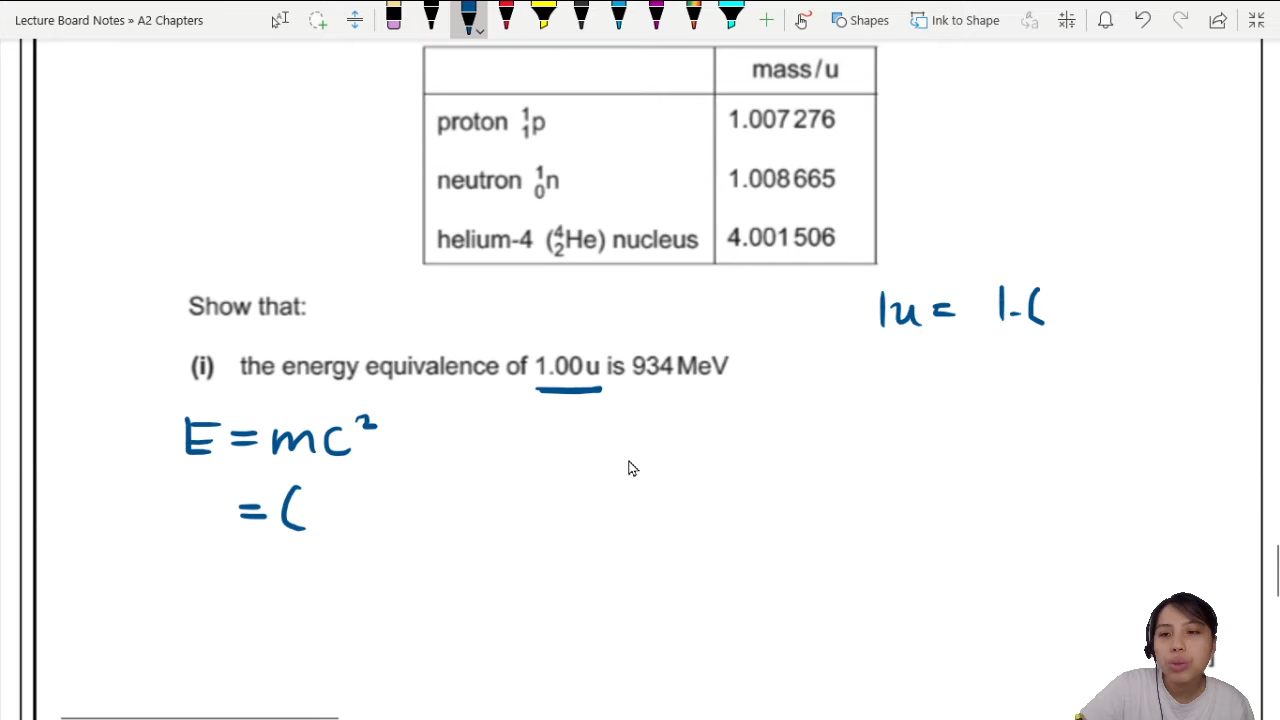 Lecture Board Notes » A2 Chapters
Shapes
Ink to Shape
mass/u
proton ¹₁p 1.007276
neutron ¹₀n 1.008665
helium-4 (⁴₂He) nucleus 4.001506
Show that:
1u = 1.6
(i) the energy equivalence of 1.00u is 934MeV
E = mc²
= (